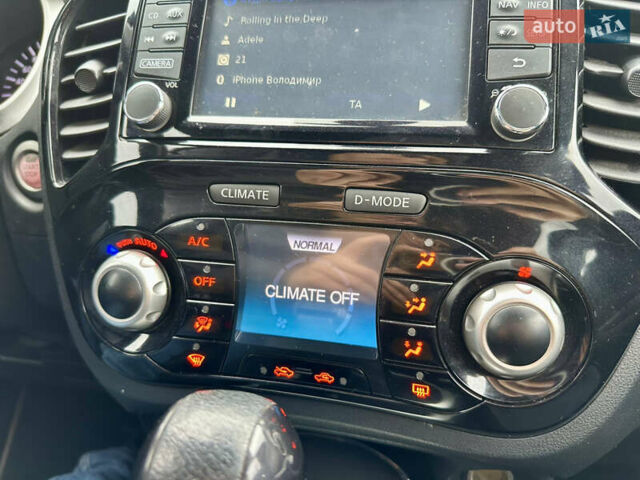 CD
AUX
CAMERA
VOL
Rolling in the Deep
Adele
21
iPhone Володимир
TA
NAV
INFO
auto
RIA
CLIMATE
D-MODE
AUTO
A/C
OFF
NORMAL
CLIMATE OFF